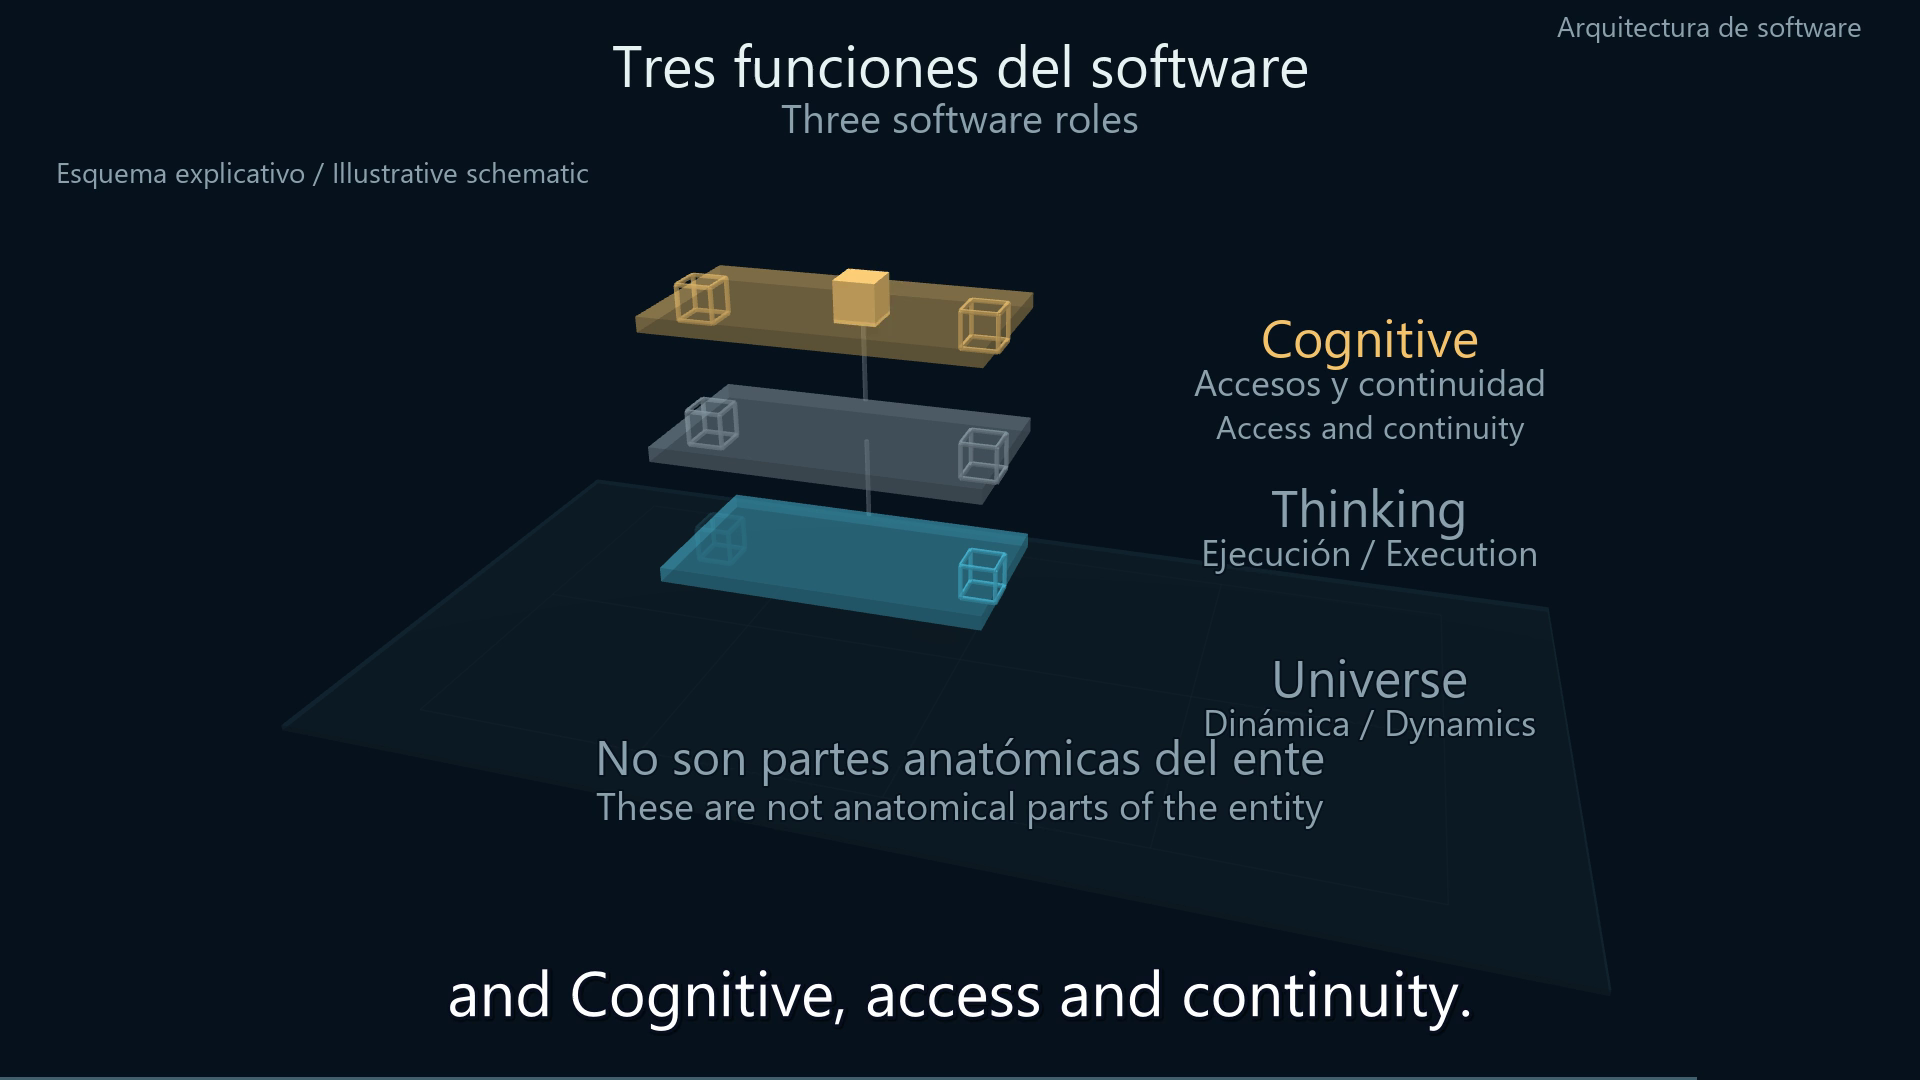 Arquitectura de software
Tres funciones del software
Three software roles
Esquema explicativo / Illustrative schematic
Cognitive
Accesos y continuidad
Access and continuity
Thinking
Ejecución / Execution
Universe
Dinámica / Dynamics
No son partes anatómicas del ente
These are not anatomical parts of the entity
and Cognitive, access and continuity.